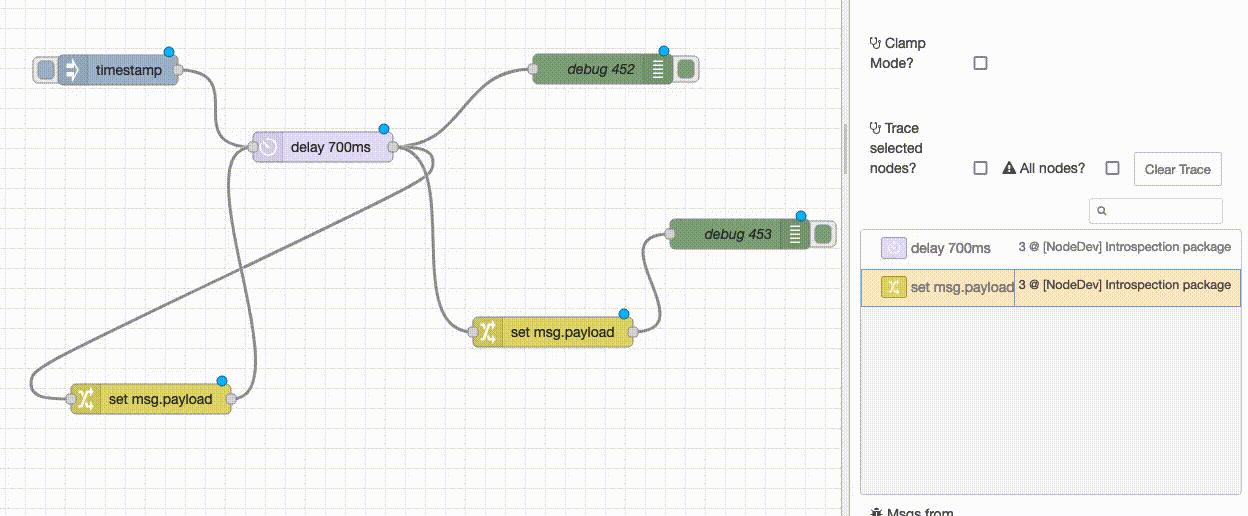 timestamp
debug 452
delay 700ms
debug 453
set msg.payload
set msg.payload
Clamp
Mode?
Trace
selected
nodes?
All nodes?
Clear Trace
delay 700ms 3 @ [NodeDev] Introspection package
set msg.payload 3 @ [NodeDev] Introspection package
Msgs from